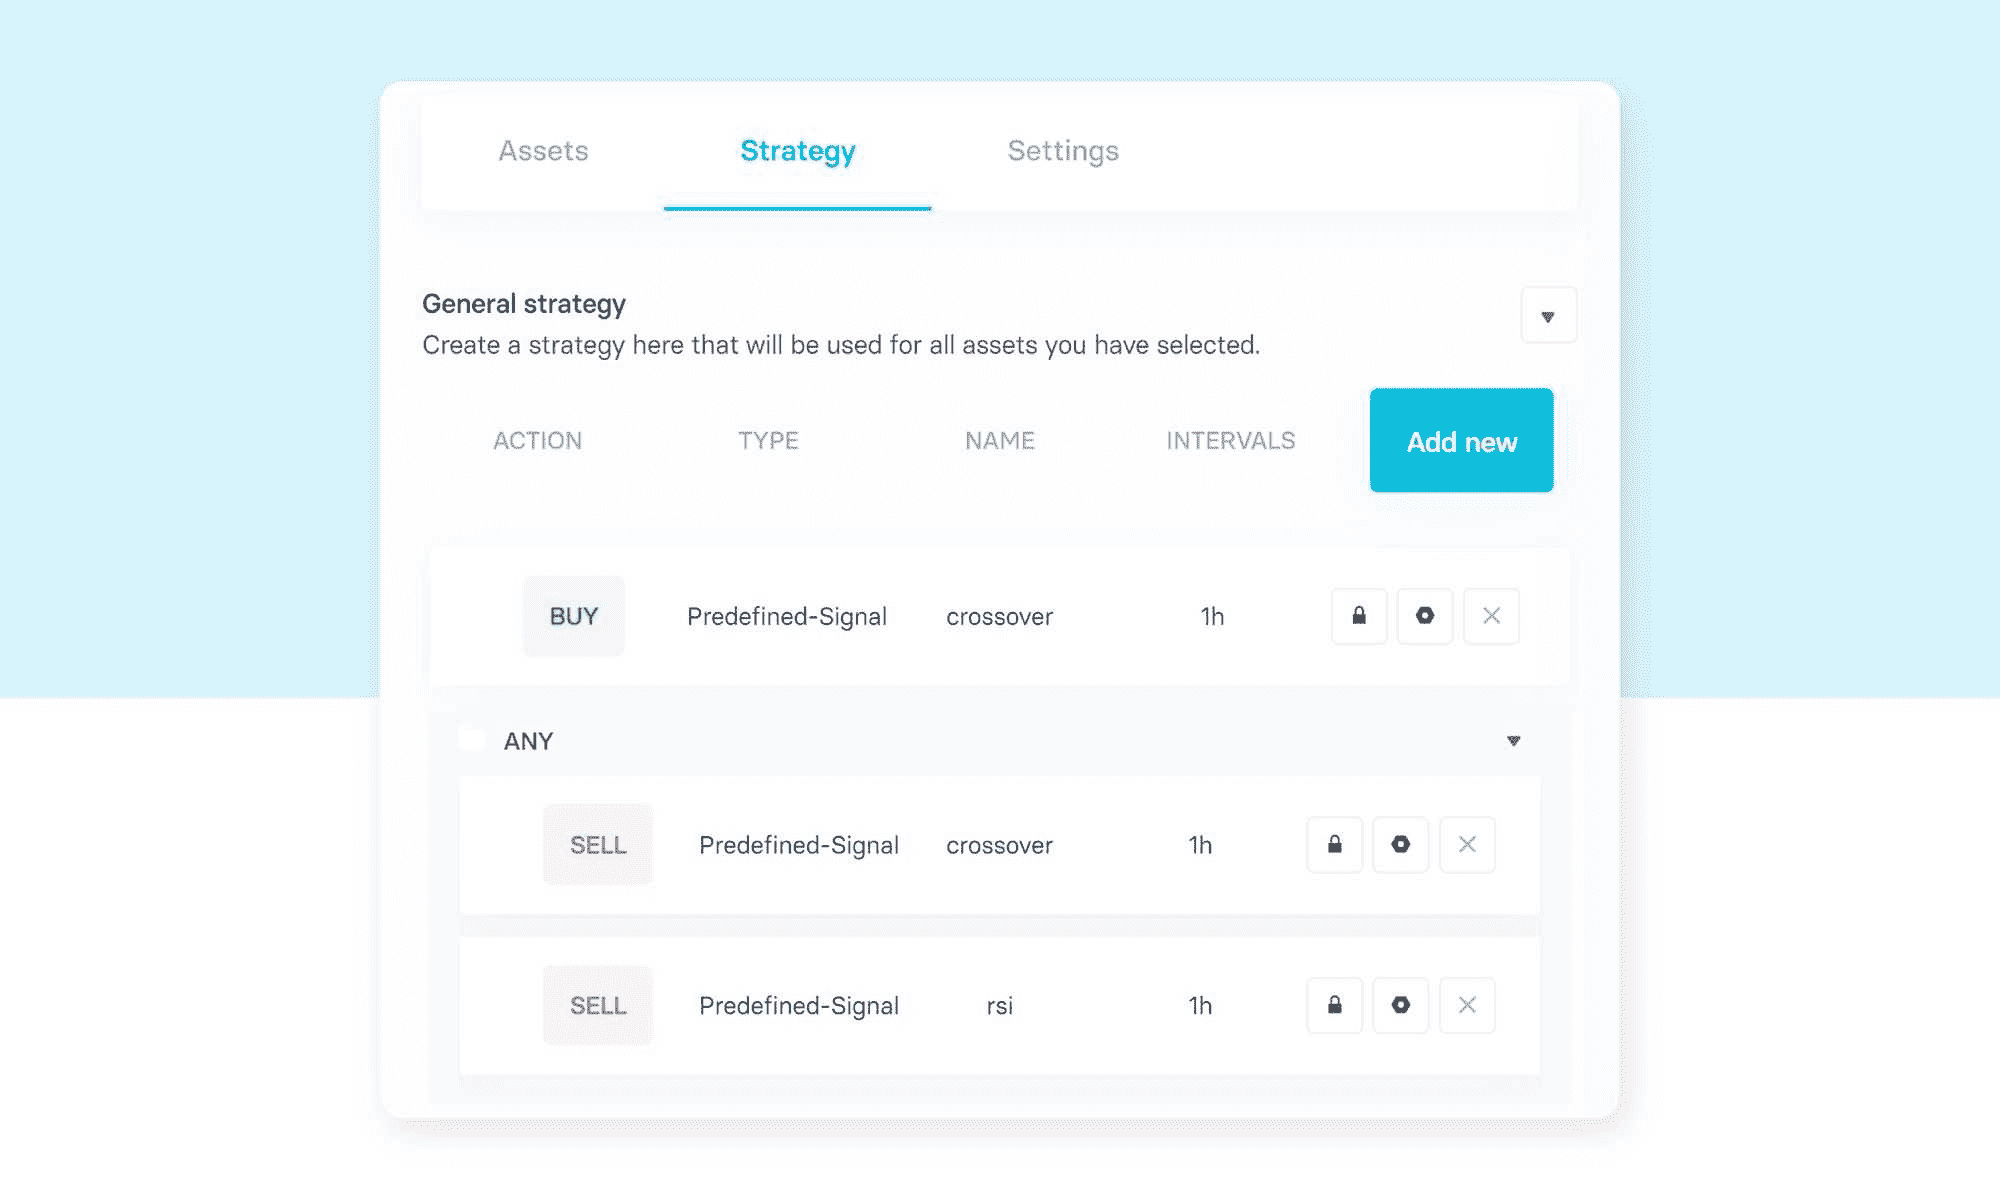 Assets Strategy Settings
General strategy
Create a strategy here that will be used for all assets you have selected.
ACTION TYPE NAME INTERVALS Add new
BUY Predefined-Signal crossover 1h
ANY
SELL Predefined-Signal crossover 1h
SELL Predefined-Signal rsi 1h